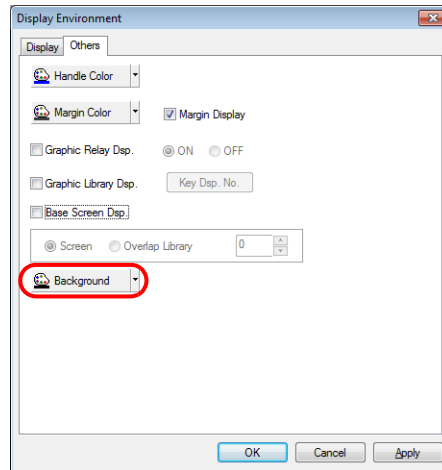 Display Environment
Display Others
Handle Color
Margin Color Margin Display
Graphic Relay Dsp. ON OFF
Graphic Library Dsp. Key Dsp. No.
Base Screen Dsp.
Screen Overlap Library 0
Background
OK Cancel Apply